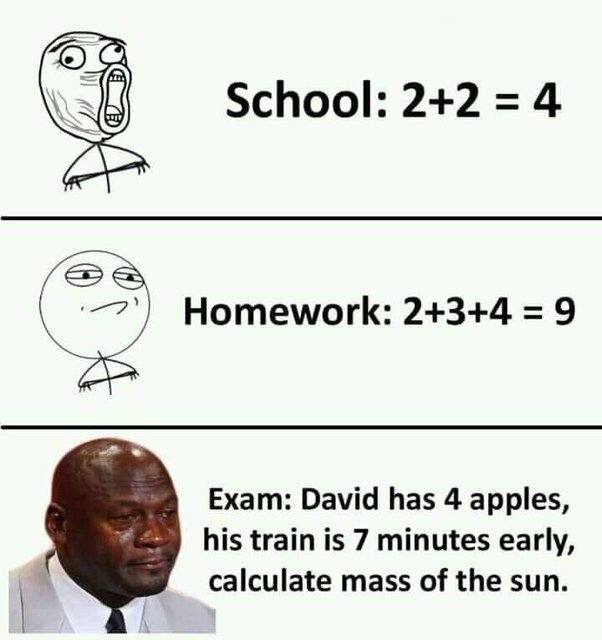 School: 2+2 = 4
Homework: 2+3+4 = 9
Exam: David has 4 apples,
his train is 7 minutes early,
calculate mass of the sun.